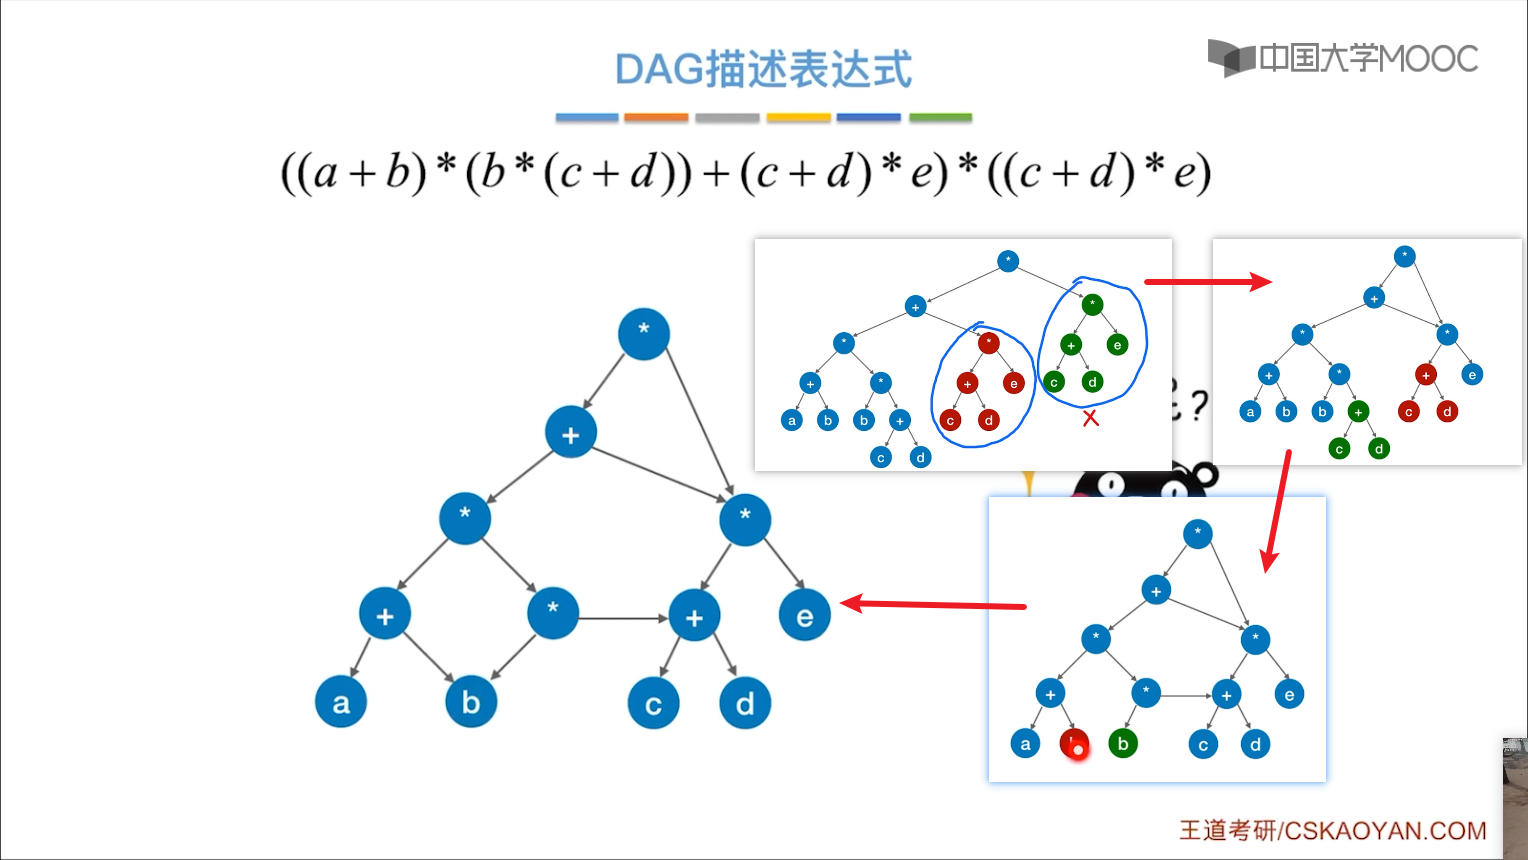 DAG描述表达式
中国大学MOOC
((a+b)*(b*(c+d))+(c+d)*e)*((c+d)*e)
*
+
* *
+ * + e
a b c d
*
+ *
* * + e
+ * + e c d
a b b + c d
c d
*
+
* *
+ * + e
a b b + c d
c d
?
*
+
* *
+ * + e
a b c d
王道考研/CSKAOYAN.COM